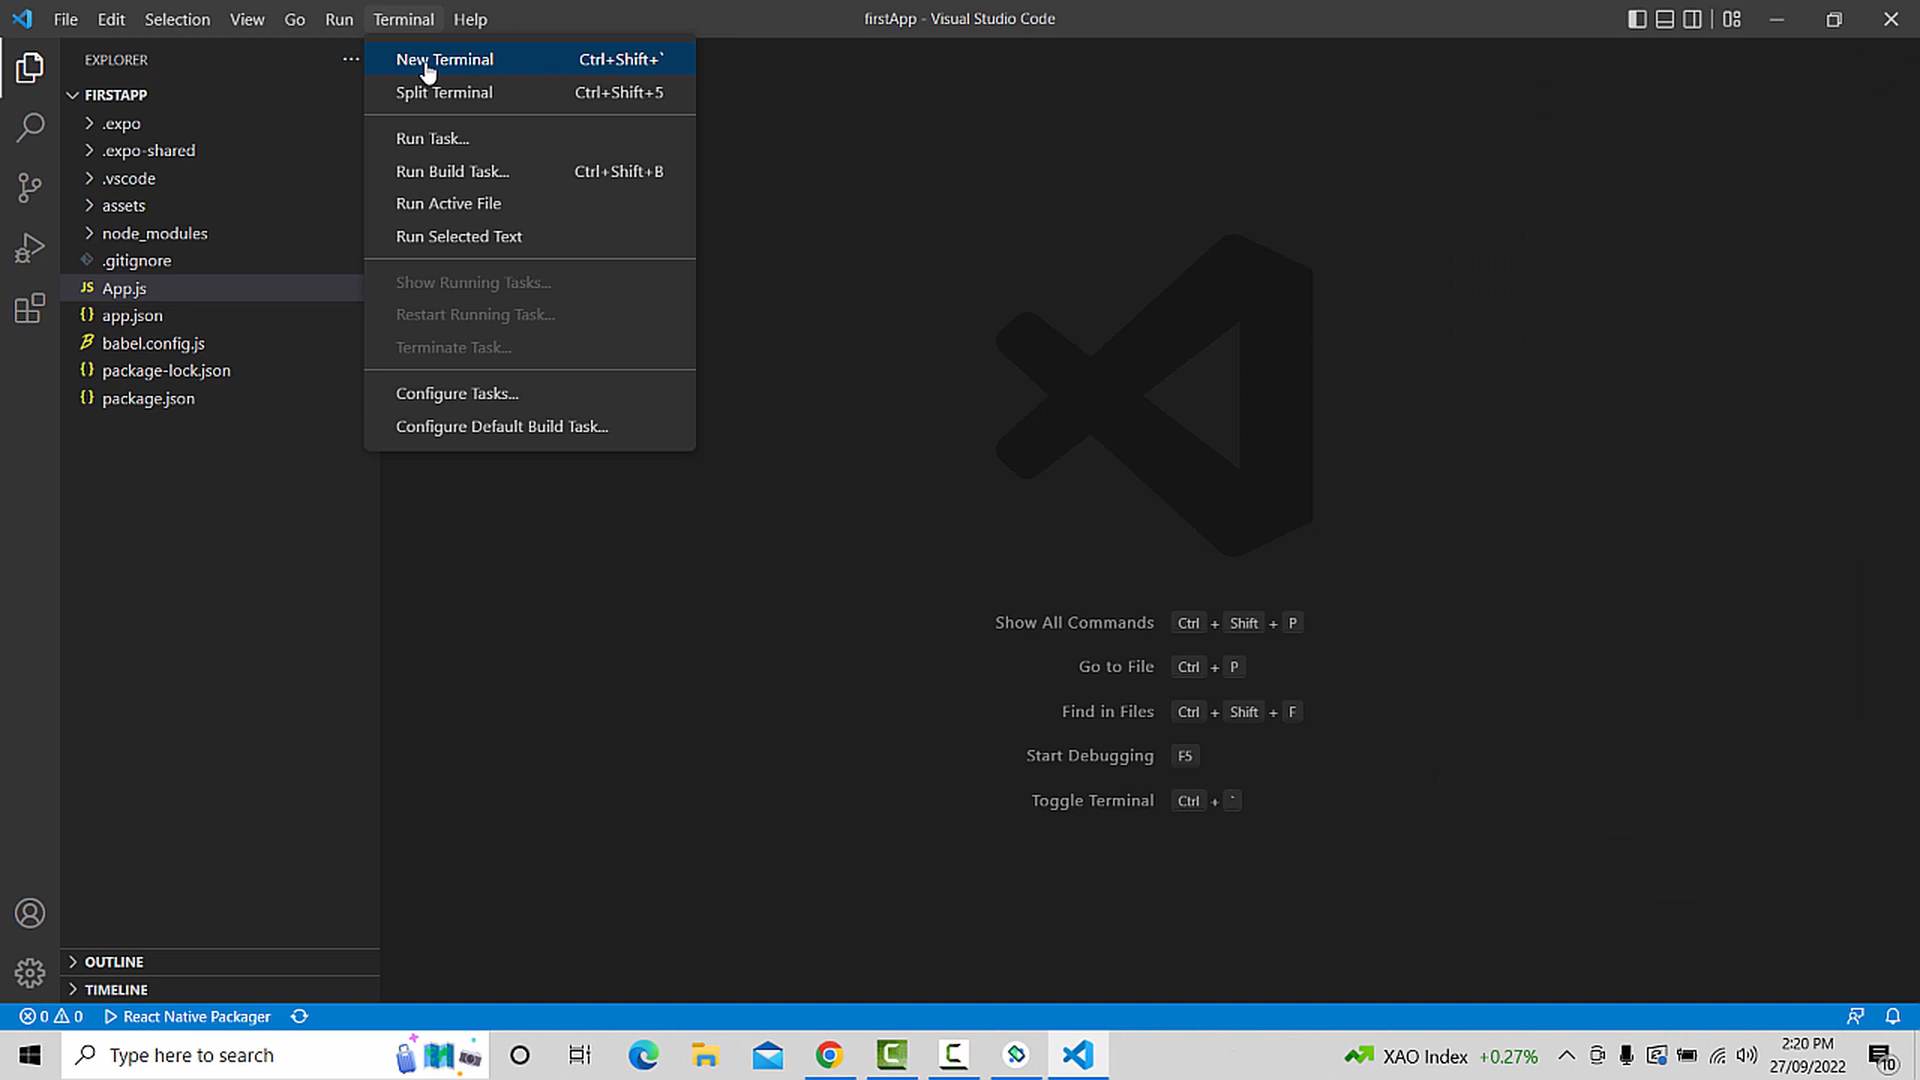 File Edit Selection View Go Run Terminal Help
firstApp - Visual Studio Code
EXPLORER
FIRSTAPP
.expo
.expo-shared
.vscode
assets
node_modules
.gitignore
JS App.js
{} app.json
babel.config.js
{} package-lock.json
{} package.json
OUTLINE
TIMELINE
New Terminal Ctrl+Shift+`
Split Terminal Ctrl+Shift+5
Run Task...
Run Build Task... Ctrl+Shift+B
Run Active File
Run Selected Text
Show Running Tasks...
Restart Running Task...
Terminate Task...
Configure Tasks...
Configure Default Build Task...
Show All Commands Ctrl + Shift + P
Go to File Ctrl + P
Find in Files Ctrl + Shift + F
Start Debugging F5
Toggle Terminal Ctrl + `
0 0 React Native Packager
Type here to search
XAO Index +0.27%
2:20 PM
27/09/2022
10